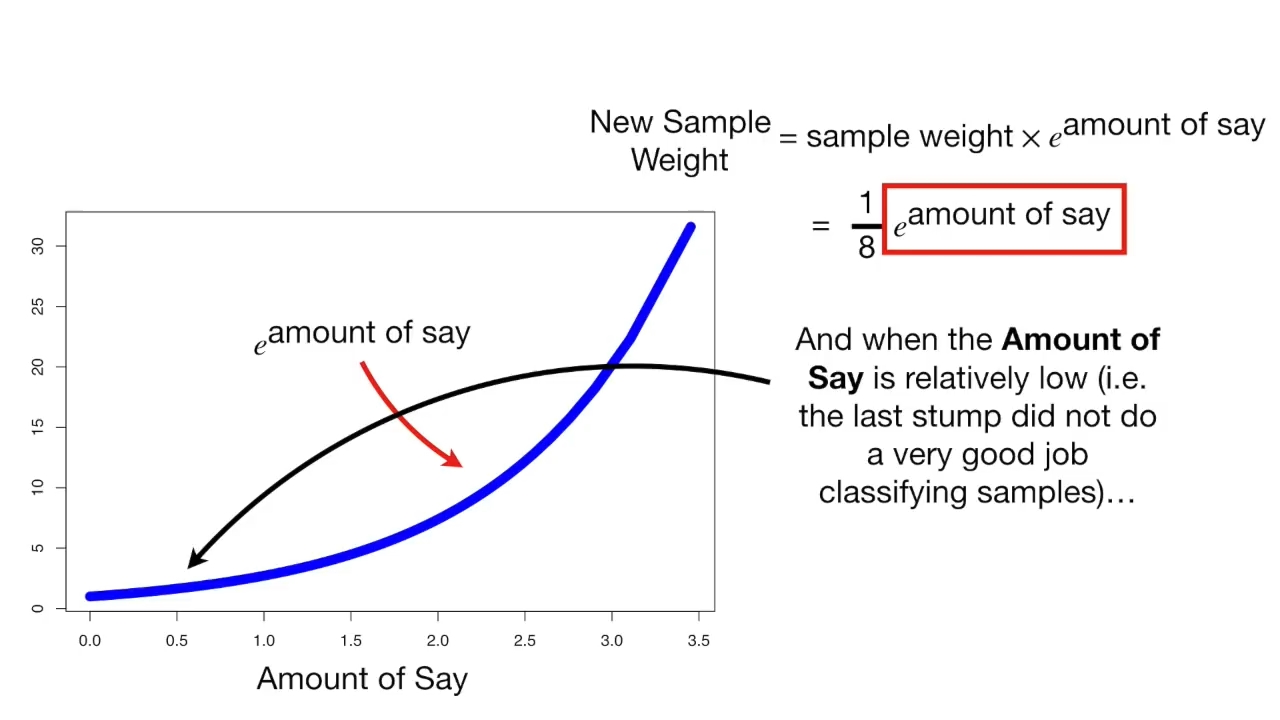 New Sample
Weight
= sample weight × e^amount of say
= 1/8 e^amount of say
e^amount of say
And when the Amount of
Say is relatively low (i.e.
the last stump did not do
a very good job
classifying samples)…
30
25
20
15
10
5
0
0.0 0.5 1.0 1.5 2.0 2.5 3.0 3.5
Amount of Say